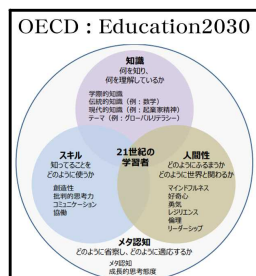 OECD：Education2030
知識
何を知り、
何を理解しているか
学際的知識
伝統的知識（例：数学）
現代的知識（例：起業家精神）
テーマ（例：グローバルリテラシー）
スキル
知ってることを
どのように使うか
創造性
批判的思考力
コミュニケーション
協働
21世紀の
学習者
人間性
どのようにふるまうか
どのように世界と関わるか
マインドフルネス
好奇心
勇気
レジリエンス
倫理
リーダーシップ
メタ認知
どのように省察し、どのように適応するか
メタ認知
成長的思考態度